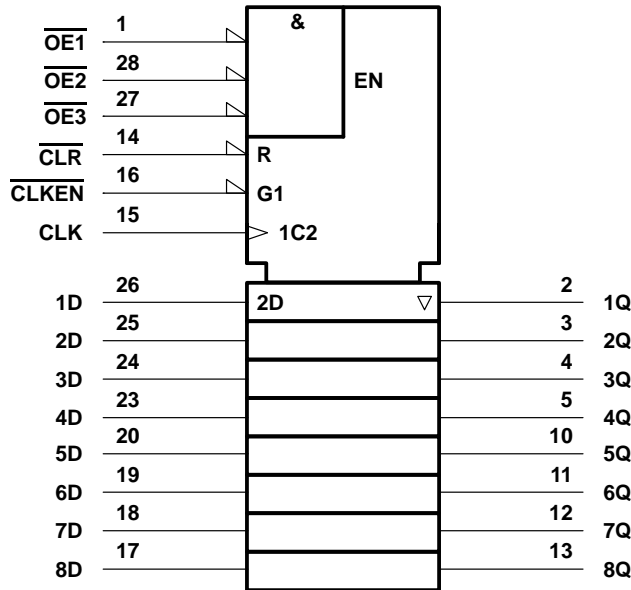 &
OE1 1
OE2 28 EN
OE3 27
CLR 14 R
CLKEN 16 G1
CLK 15 1C2
1D 26 2D 2 1Q
2D 25 3 2Q
3D 24 4 3Q
4D 23 5 4Q
5D 20 10 5Q
6D 19 11 6Q
7D 18 12 7Q
8D 17 13 8Q